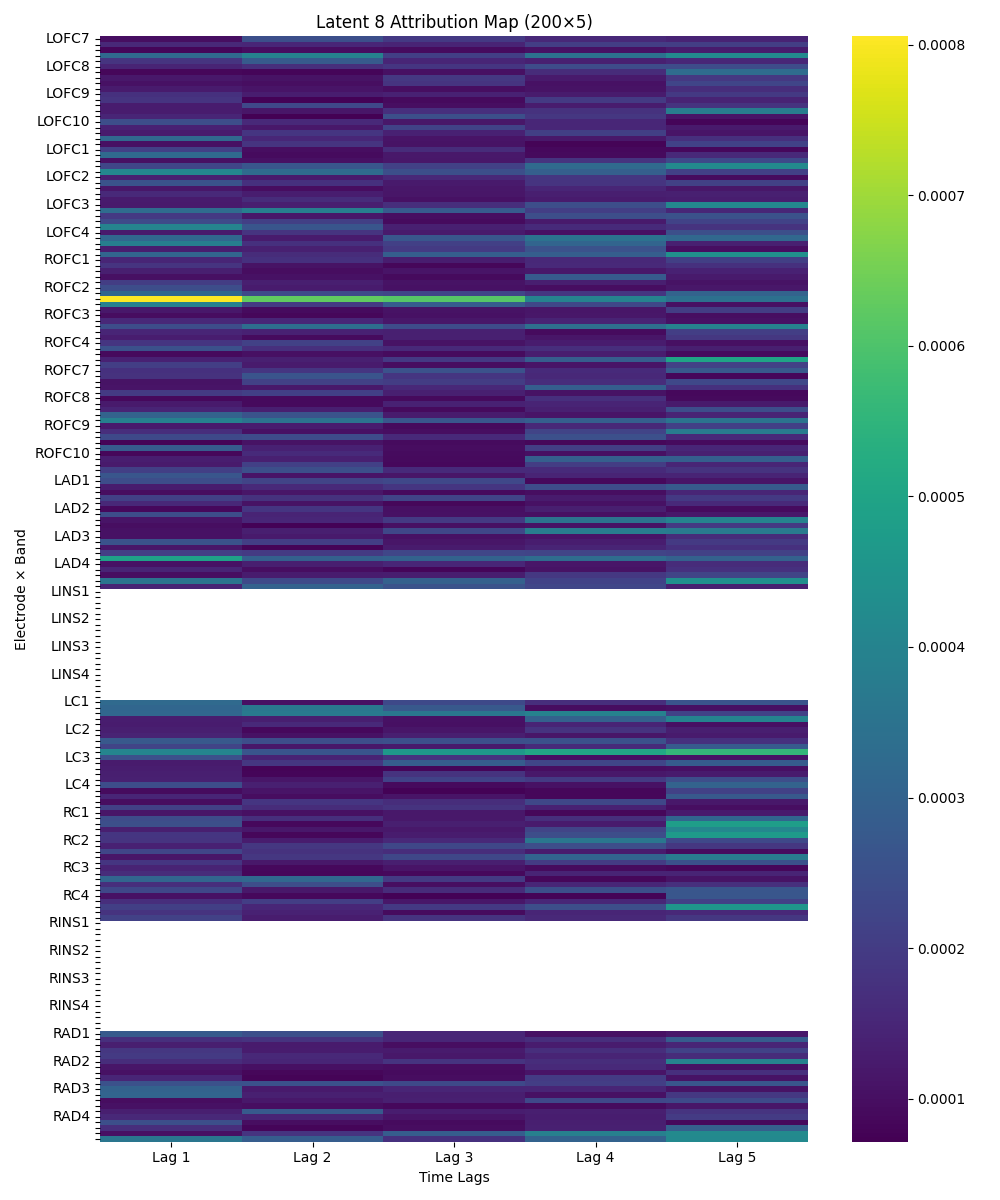 Latent 8 Attribution Map (200×5)
LOFC7
LOFC8
LOFC9
LOFC10
LOFC1
LOFC2
LOFC3
LOFC4
ROFC1
ROFC2
ROFC3
ROFC4
ROFC7
ROFC8
ROFC9
ROFC10
LAD1
LAD2
LAD3
LAD4
LINS1
LINS2
LINS3
LINS4
LC1
LC2
LC3
LC4
RC1
RC2
RC3
RC4
RINS1
RINS2
RINS3
RINS4
RAD1
RAD2
RAD3
RAD4
Electrode × Band
Lag 1 Lag 2 Lag 3 Lag 4 Lag 5
Time Lags
0.0008
0.0007
0.0006
0.0005
0.0004
0.0003
0.0002
0.0001